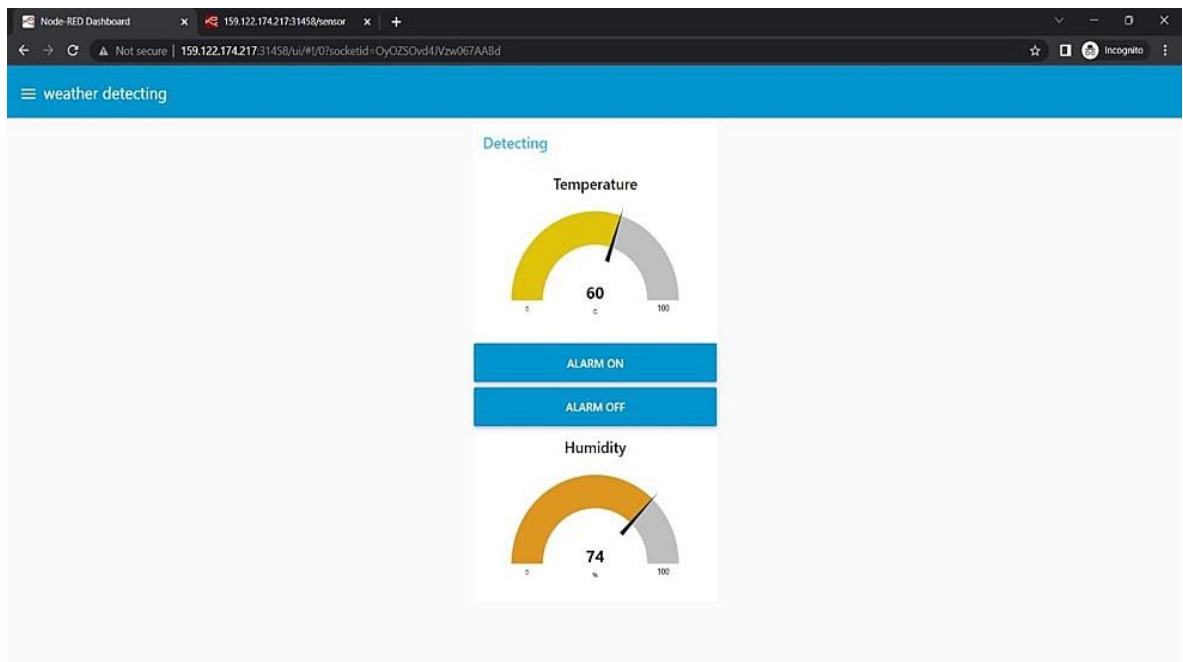 Node-RED Dashboard
159.122.174.217:31458/sensor
Not secure | 159.122.174.217:31458/ui/#!/0?socketid=OyOZSOvd4JVzw067AABd
Incognito
weather detecting
Detecting
Temperature
60
0 C 100
ALARM ON
ALARM OFF
Humidity
74
0 % 100